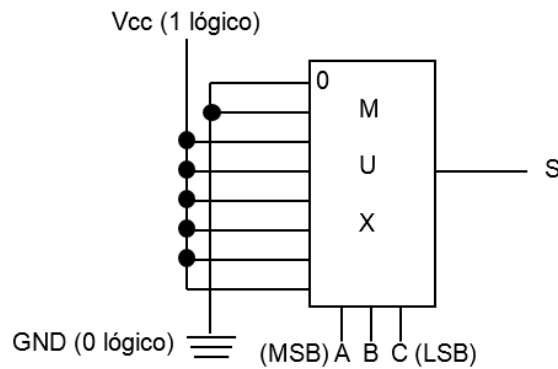 Vcc (1 lógico)
0
M
U
X
S
GND (0 lógico)
(MSB) A B C (LSB)